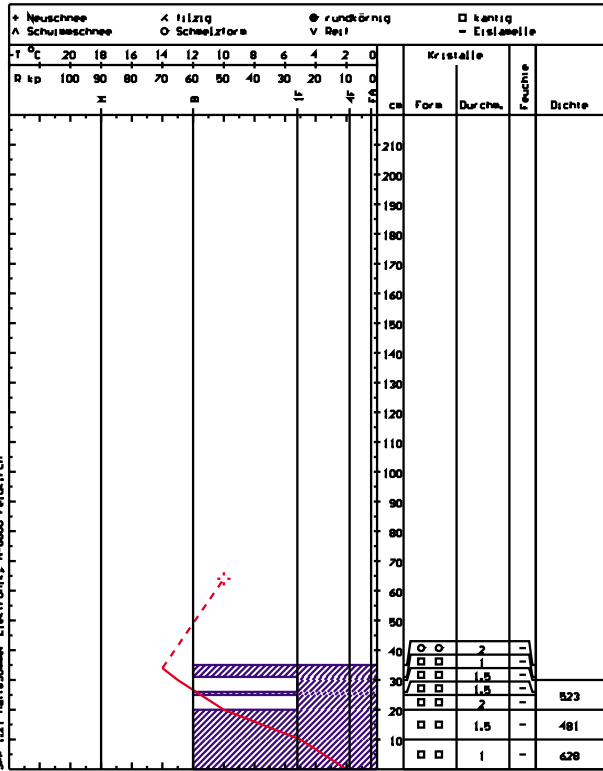 + Neuschnee ⁄ filzig ● rundkörnig □ kantig
^ Schwimmschnee ○ Schmelzform V Reif – Eislamelle
-T °C 20 18 16 14 12 10 8 6 4 2 0
R kp 100 90 80 70 60 50 40 30 20 10 0
M B 1F 4F FA
cm
Kristalle
Form Durchm. Feuchte Dichte
210
200
190
180
170
160
150
140
130
120
110
100
90
80
70
60
50
40
30
20
10
○ ○ 2 –
□ □ 1 –
□ □ 1.5 –
□ □ 1.5 –
□ □ 2 –
523
□ □ 1.5 – 481
□ □ 1 – 628